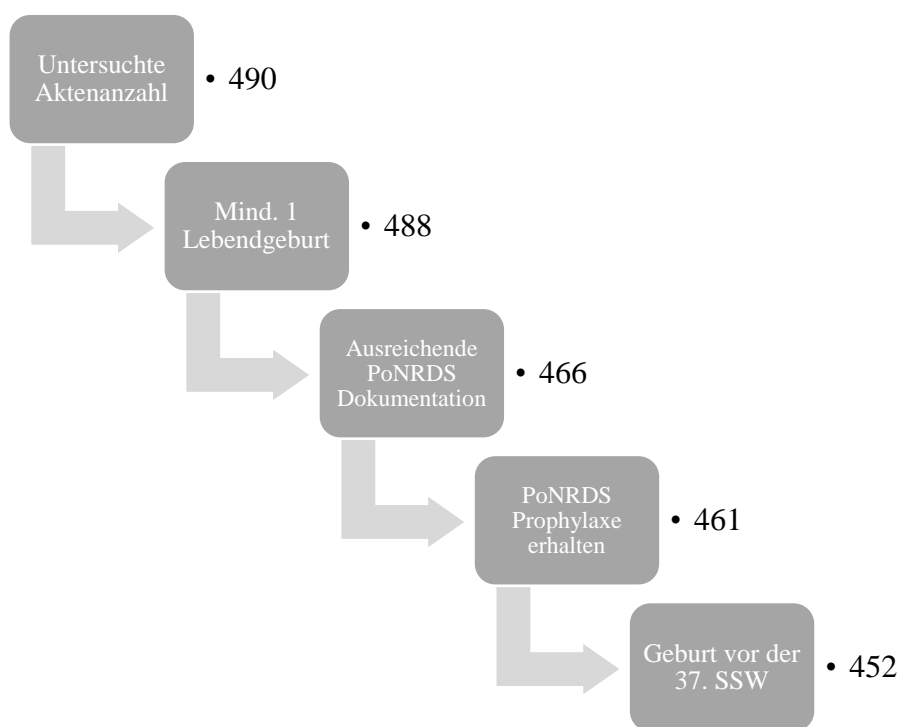 Untersuchte
Aktenanzahl
• 490
Mind. 1
Lebendgeburt
• 488
Ausreichende
PoNRDS
Dokumentation
• 466
PoNRDS
Prophylaxe
erhalten
• 461
Geburt vor der
37. SSW
• 452